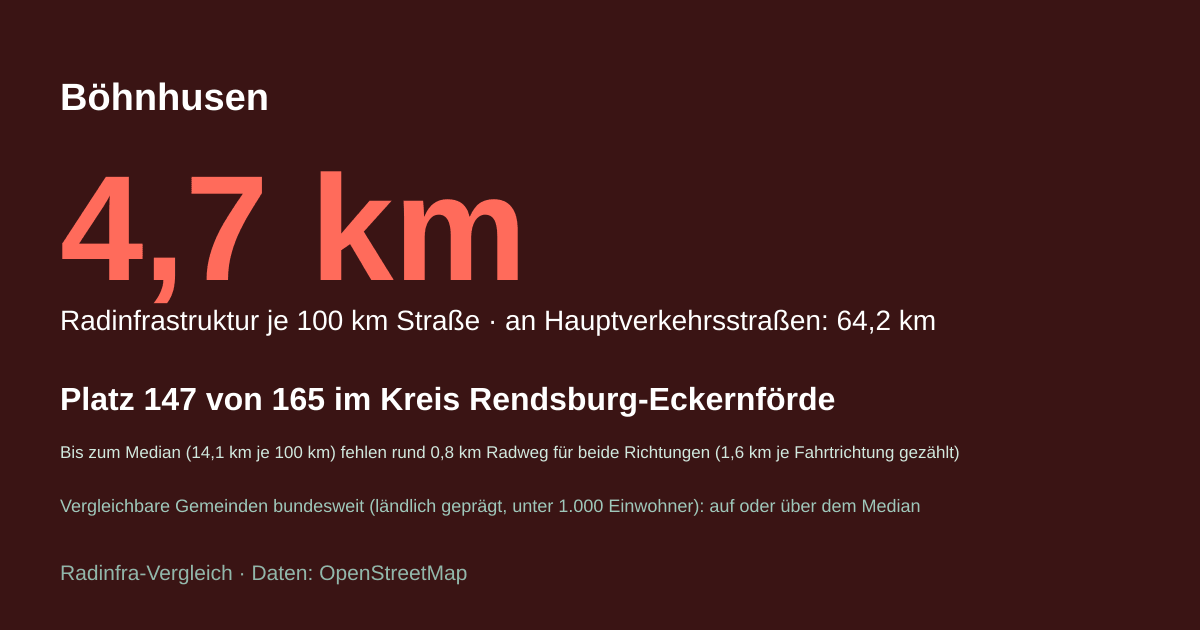 Böhnhusen
4,7 km
Radinfrastruktur je 100 km Straße · an Hauptverkehrsstraßen: 64,2 km
Platz 147 von 165 im Kreis Rendsburg-Eckernförde
Bis zum Median (14,1 km je 100 km) fehlen rund 0,8 km Radweg für beide Richtungen (1,6 km je Fahrtrichtung gezählt)
Vergleichbare Gemeinden bundesweit (ländlich geprägt, unter 1.000 Einwohner): auf oder über dem Median
Radinfra-Vergleich · Daten: OpenStreetMap